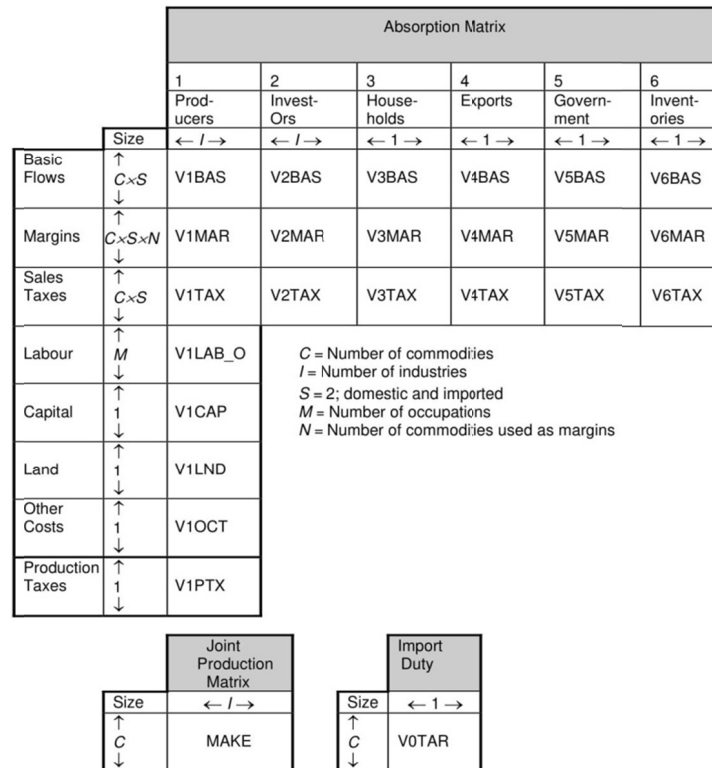 Absorption Matrix
1 2 3 4 5 6
Prod- Invest- House- Exports Govern- Invent-
ucers Ors holds ment ories
Size ← I → ← I → ← 1 → ← 1 → ← 1 → ← 1 →
Basic ↑
Flows C×S V1BAS V2BAS V3BAS V4BAS V5BAS V6BAS
↓
↑
Margins C×S×N V1MAR V2MAR V3MAR V4MAR V5MAR V6MAR
↓
Sales ↑
Taxes C×S V1TAX V2TAX V3TAX V4TAX V5TAX V6TAX
↓
↑
Labour M V1LAB_O
↓
↑
Capital 1 V1CAP
↓
↑
Land 1 V1LND
↓
Other ↑
Costs 1 V1OCT
↓
Production ↑
Taxes 1 V1PTX
↓
C = Number of commodities
I = Number of industries
S = 2; domestic and imported
M = Number of occupations
N = Number of commodities used as margins
Joint
Production
Matrix
Size ← I →
↑
C MAKE
↓
Import
Duty
Size ← 1 →
↑
C V0TAR
↓